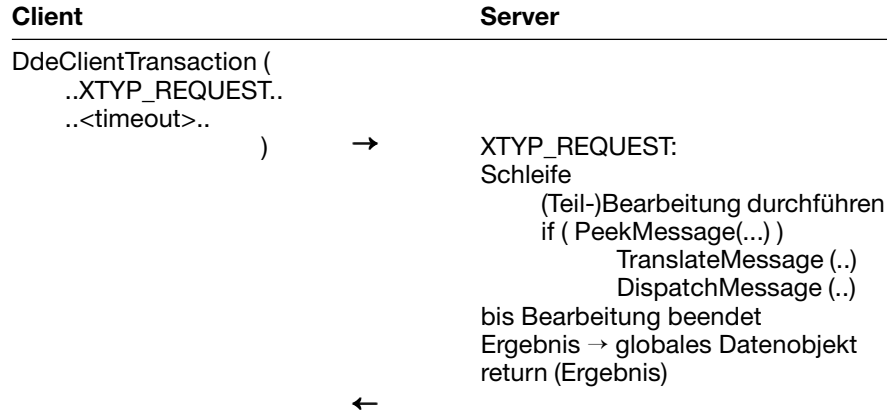 Client Server
DdeClientTransaction (
..XTYP_REQUEST..
..<timeout>..
) → XTYP_REQUEST:
Schleife
(Teil-)Bearbeitung durchführen
if ( PeekMessage(...) )
TranslateMessage (..)
DispatchMessage (..)
bis Bearbeitung beendet
Ergebnis → globales Datenobjekt
return (Ergebnis)
←